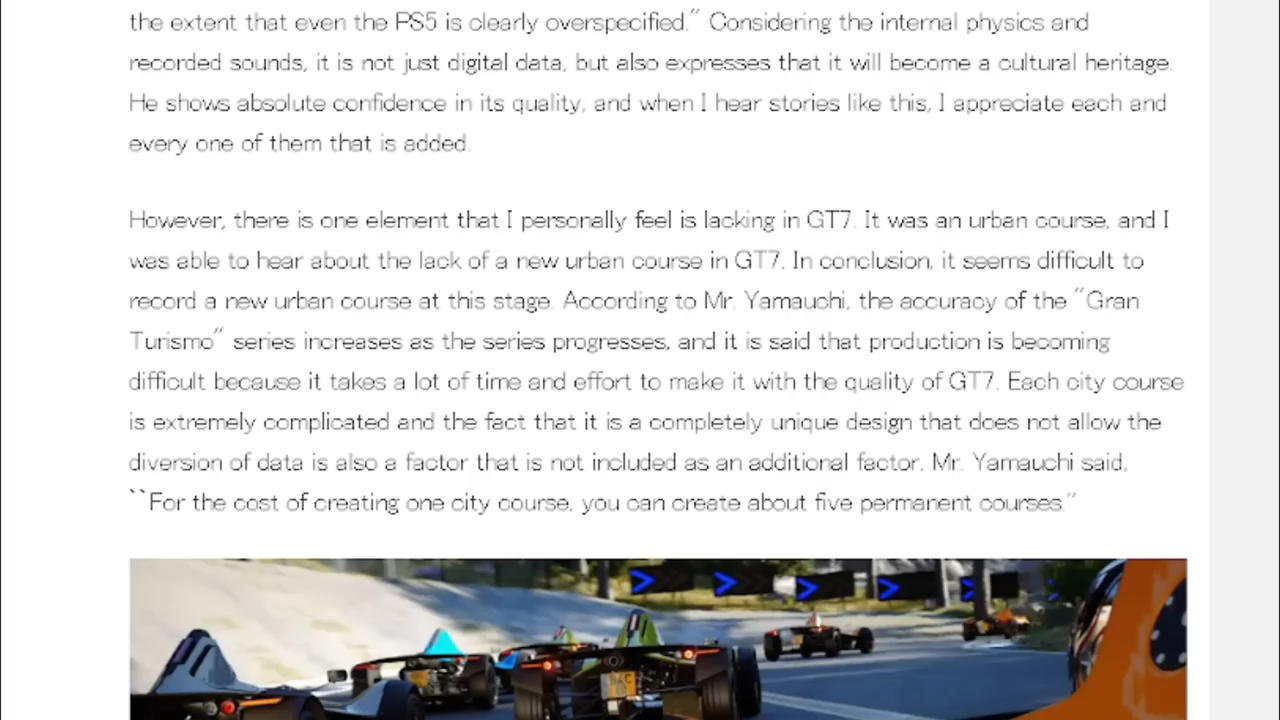 the extent that even the PS5 is clearly overspecified.” Considering the internal physics and
recorded sounds, it is not just digital data, but also expresses that it will become a cultural heritage.
He shows absolute confidence in its quality, and when I hear stories like this, I appreciate each and
every one of them that is added.
However, there is one element that I personally feel is lacking in GT7. It was an urban course, and I
was able to hear about the lack of a new urban course in GT7. In conclusion, it seems difficult to
record a new urban course at this stage. According to Mr. Yamauchi, the accuracy of the “Gran
Turismo” series increases as the series progresses, and it is said that production is becoming
difficult because it takes a lot of time and effort to make it with the quality of GT7. Each city course
is extremely complicated and the fact that it is a completely unique design that does not allow the
diversion of data is also a factor that is not included as an additional factor. Mr. Yamauchi said,
``For the cost of creating one city course, you can create about five permanent courses.”